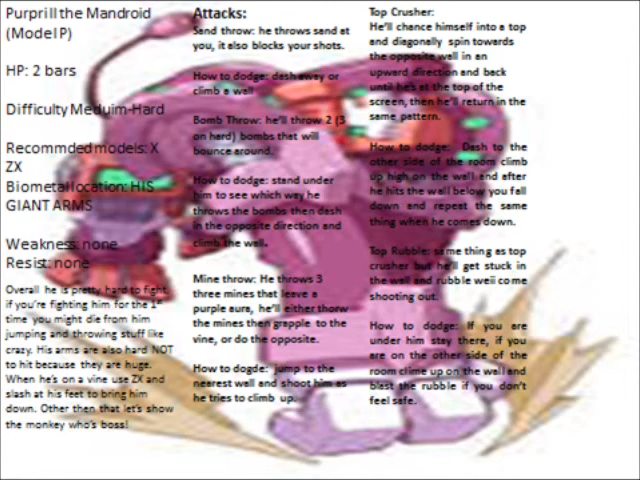 Purprill the Mandroid
(Model P)
HP: 2 bars
Difficulty Meduim-Hard
Recommded models: X
ZX
Biometal location: HIS
GIANT ARMS
Weakness: none
Resist: none
Overall he is pretty hard to fight,
if you're fighting him for the 1st
time you might die from him
jumping and throwing stuff like
crazy. His arms are also hard NOT
to hit because they are huge.
When he's on a vine use ZX and
slash at his feet to bring him
down. Other then that let's show
the monkey who's boss!
Attacks:
Sand throw: he throws sand at
you, it also blocks your shots.
How to dodge: dash away or
climb a wall
Bomb Throw: he'll throw 2 (3
on hard) bombs that will
bounce around.
How to dodge: stand under
him to see which way he
throws the bombs then dash
in the opposite direction and
climb the wall.
Mine throw: He throws 3
three mines that leave a
purple aura, he'll either thorw
the mines then grapple to the
vine, or do the opposite.
How to dogde: jump to the
nearest wall and shoot him as
he tries to climb up.
Top Crusher:
He'll chance himself into a top
and diagonally spin towards
the opposite wall in an
upward direction and back
until he's at the top of the
screen, then he'll return in the
same pattern.
How to dodge: Dash to the
other side of the room climb
up high on the wall and after
he hits the wall below you fall
down and repeat the same
thing when he comes down.
Top Rubble: same thing as top
crusher but he'll get stuck in
the wall and rubble weii come
shooting out.
How to dodge: If you are
under him stay there, if you
are on the other side of the
room clime up on the wall and
blast the rubble if you don't
feel safe.